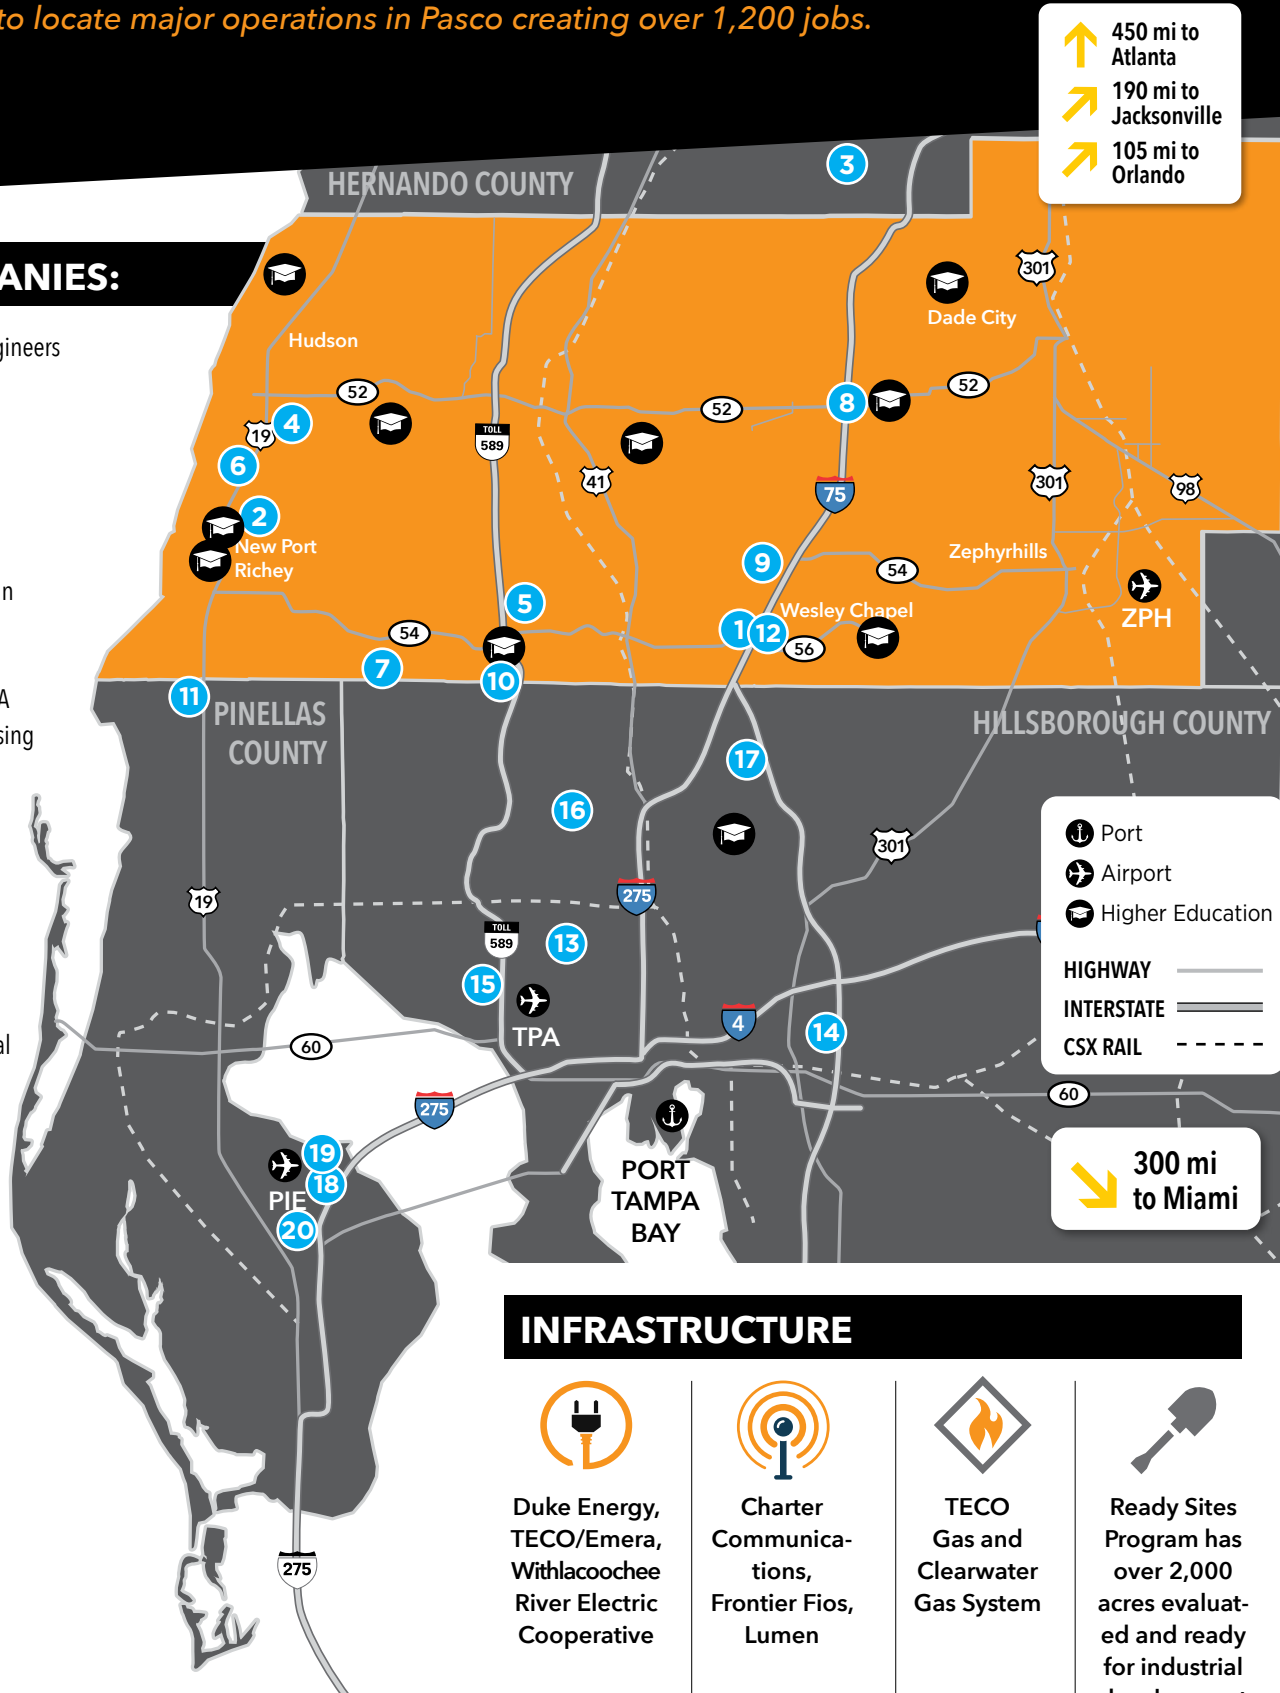 to locate major operations in Pasco creating over 1,200 jobs.
450 mi to
Atlanta
190 mi to
Jacksonville
105 mi to
Orlando
HERNANDO COUNTY
3
ANIES:
gineers
n
A
sing
al
301
Dade City
Hudson
52
52
52
8
4
19
TOLL
589
6
41
75
301
98
2
New Port
Richey
9
54
Zephyrhills
ZPH
5
Wesley Chapel
1
12
56
54
7
10
11
PINELLAS
COUNTY
HILLSBOROUGH COUNTY
17
16
301
Port
Airport
Higher Education
HIGHWAY
INTERSTATE
CSX RAIL
19
275
TOLL
589
13
15
TPA
4
14
60
60
275
19
18
PIE
20
PORT
TAMPA
BAY
300 mi
to Miami
INFRASTRUCTURE
Duke Energy,
TECO/Emera,
Withlacoochee
River Electric
Cooperative
Charter
Communica-
tions,
Frontier Fios,
Lumen
TECO
Gas and
Clearwater
Gas System
Ready Sites
Program has
over 2,000
acres evaluat-
ed and ready
for industrial
275